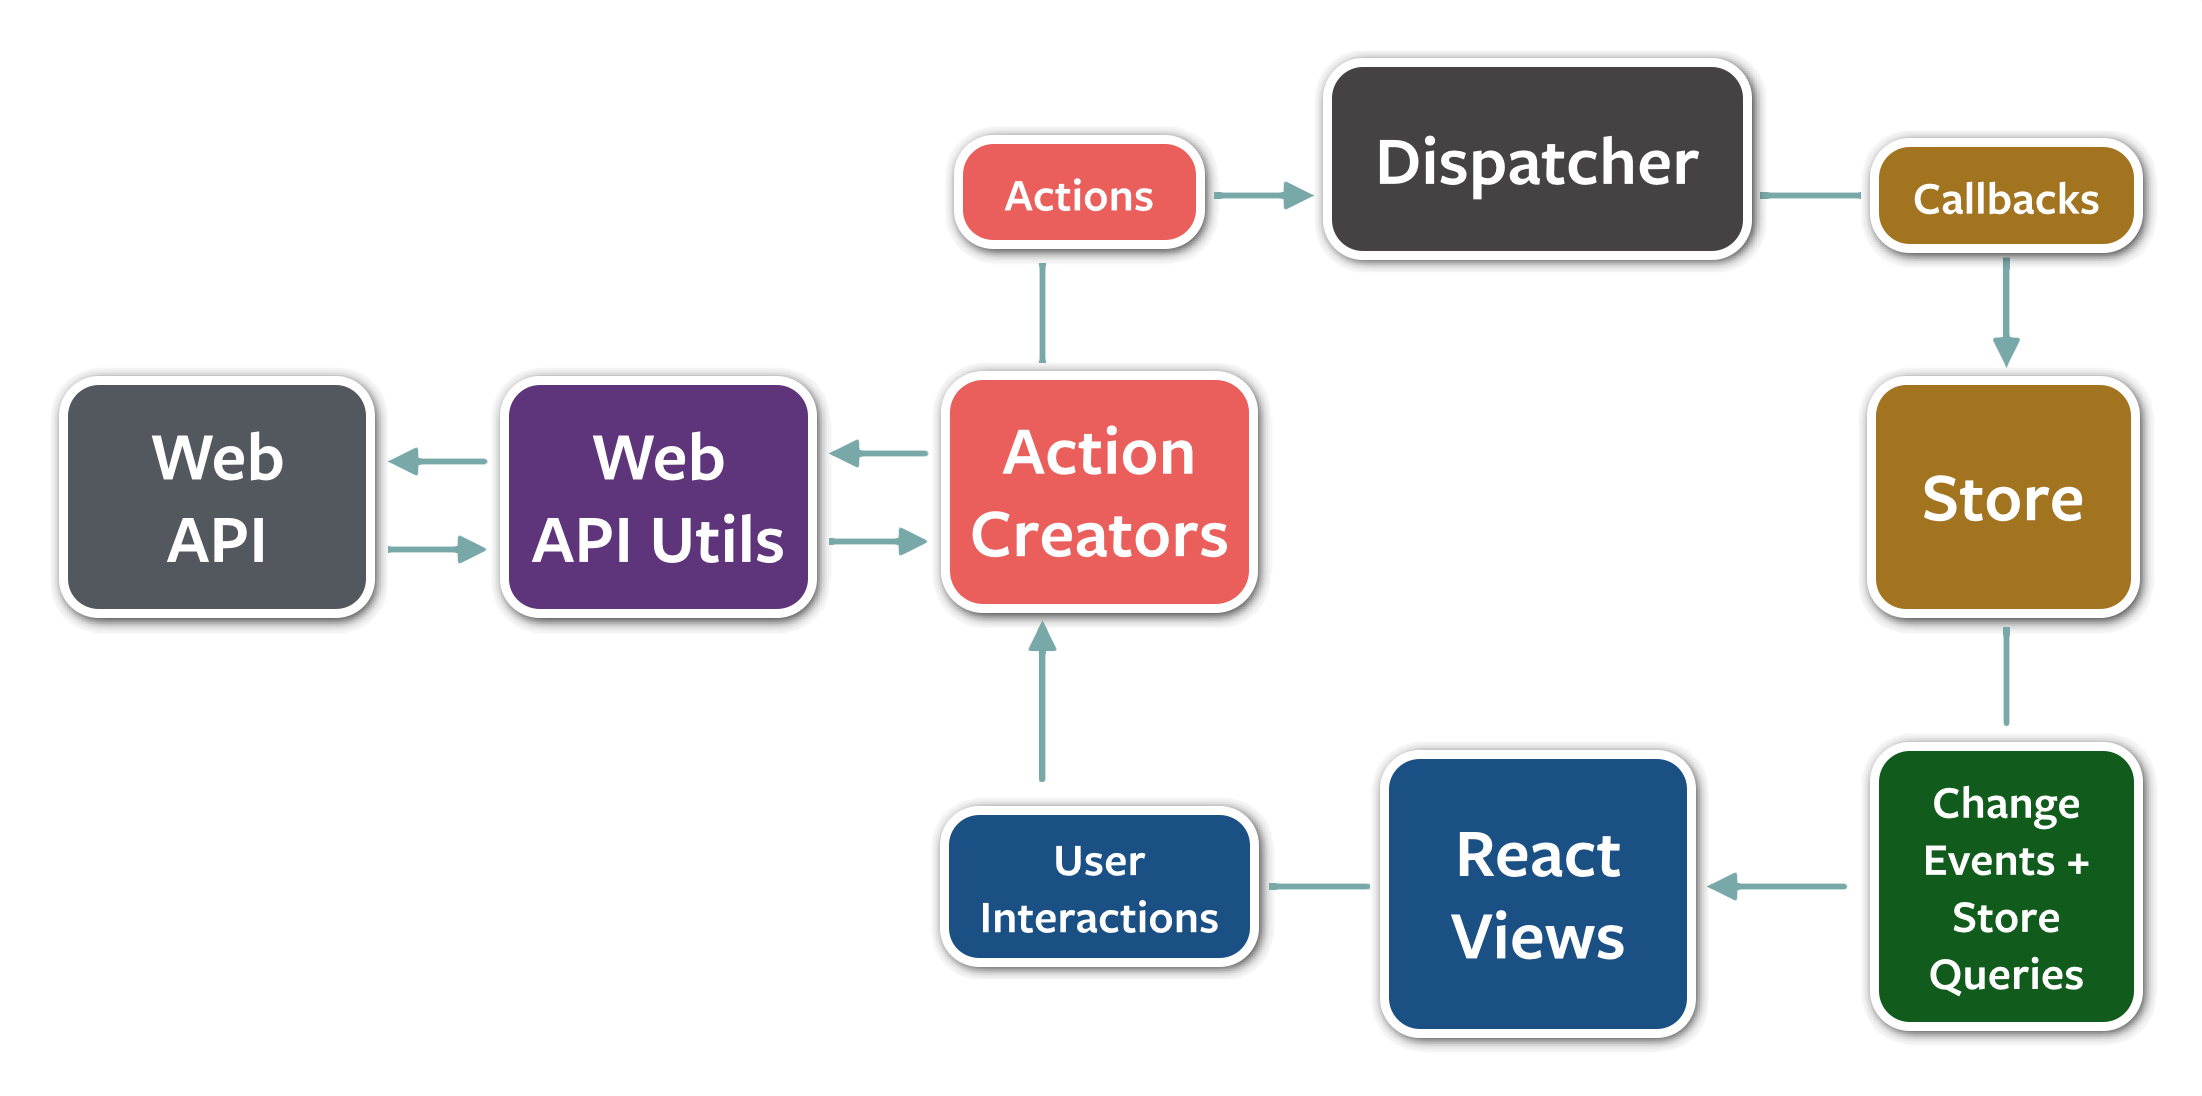 Actions
Dispatcher
Callbacks
Web
API
Web
API Utils
Action
Creators
Store
User
Interactions
React
Views
Change
Events +
Store
Queries